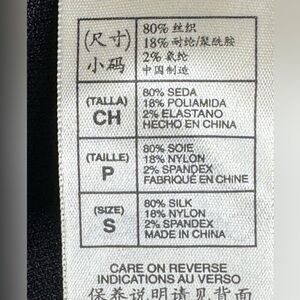 (尺寸)
小码
80% 丝织
18% 耐纶/聚酰胺
2% 氨纶
中国制造
(TALLA)
CH
80% SEDA
18% POLIAMIDA
2% ELASTANO
HECHO EN CHINA
(TAILLE)
P
80% SOIE
18% NYLON
2% SPANDEX
FABRIQUÉ EN CHINE
(SIZE)
S
80% SILK
18% NYLON
2% SPANDEX
MADE IN CHINA
CARE ON REVERSE
INDICATIONS AU VERSO
保养说明请见背面